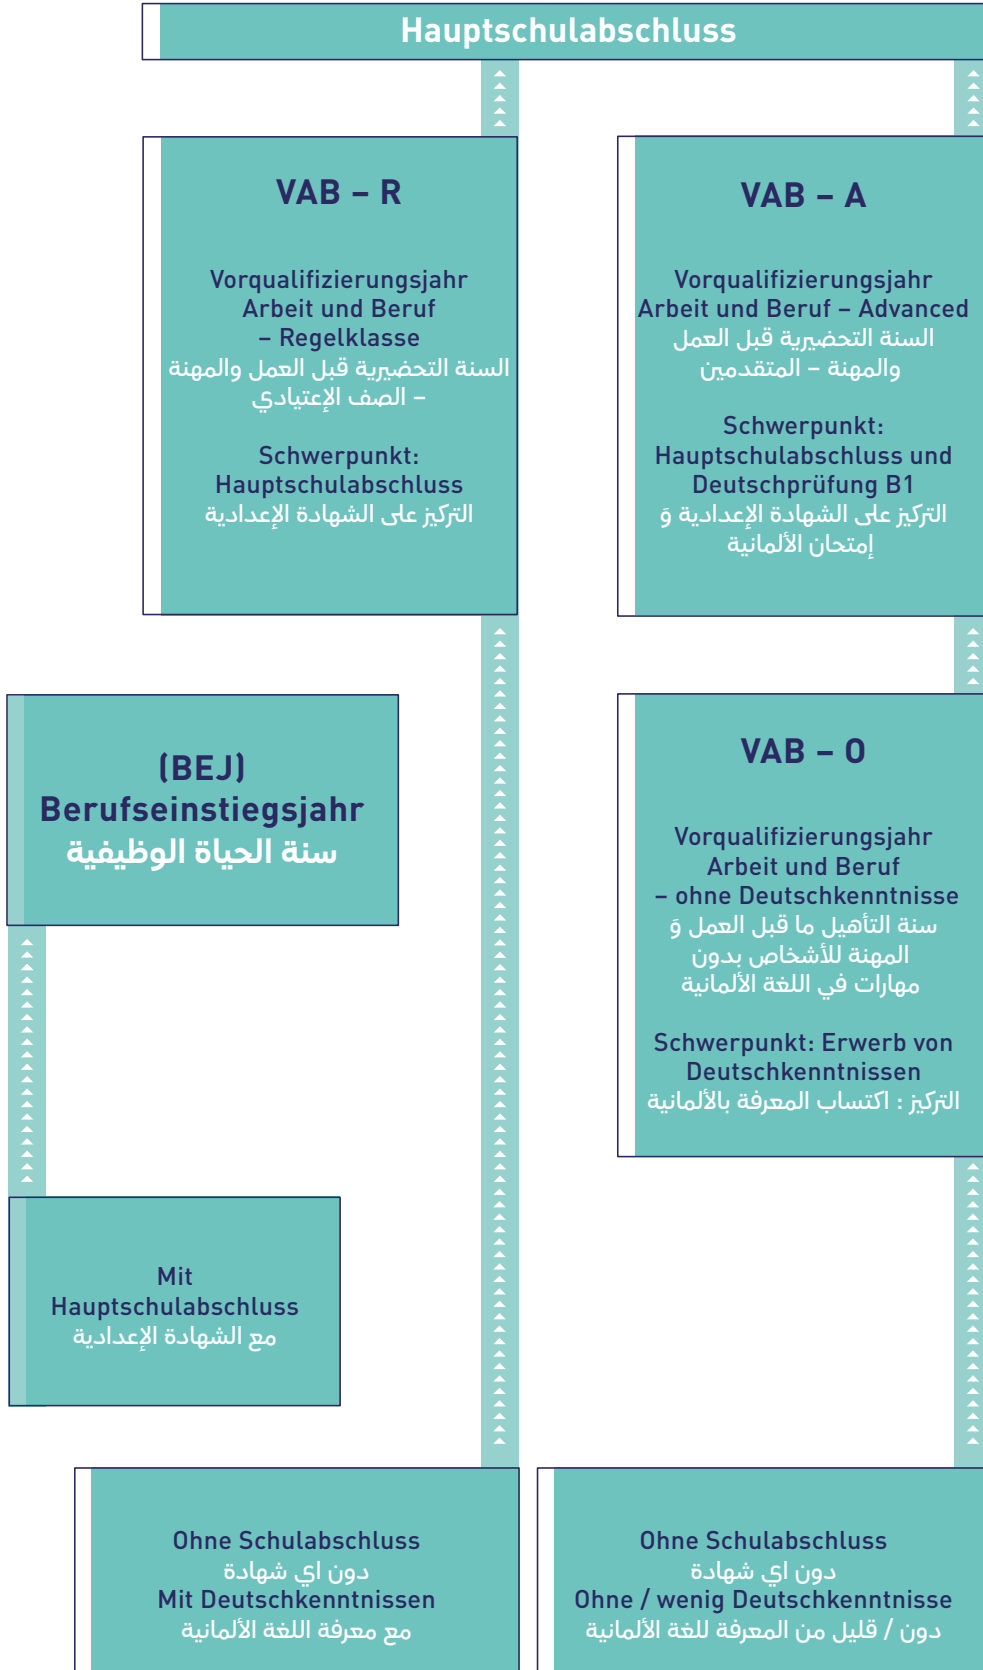 Hauptschulabschluss
VAB – R
Vorqualifizierungsjahr
Arbeit und Beruf
– Regelklasse
السنة التحضيرية قبل العمل والمهنة
– الصف الإعتيادي
Schwerpunkt:
Hauptschulabschluss
التركيز على الشهادة الإعدادية
VAB – A
Vorqualifizierungsjahr
Arbeit und Beruf – Advanced
السنة التحضيرية قبل العمل
والمهنة – المتقدمين
Schwerpunkt:
Hauptschulabschluss und
Deutschprüfung B1
التركيز على الشهادة الإعدادية وَ
إمتحان الألمانية
(BEJ)
Berufseinstiegsjahr
سنة الحياة الوظيفية
VAB – O
Vorqualifizierungsjahr
Arbeit und Beruf
– ohne Deutschkenntnisse
سنة التأهيل ما قبل العمل وَ
المهنة للأشخاص بدون
مهارات في اللغة الألمانية
Schwerpunkt: Erwerb von
Deutschkenntnissen
التركيز : اكتساب المعرفة بالألمانية
Mit
Hauptschulabschluss
مع الشهادة الإعدادية
Ohne Schulabschluss
دون اي شهادة
Mit Deutschkenntnissen
مع معرفة اللغة الألمانية
Ohne Schulabschluss
دون اي شهادة
Ohne / wenig Deutschkenntnisse
دون / قليل من المعرفة للغة الألمانية